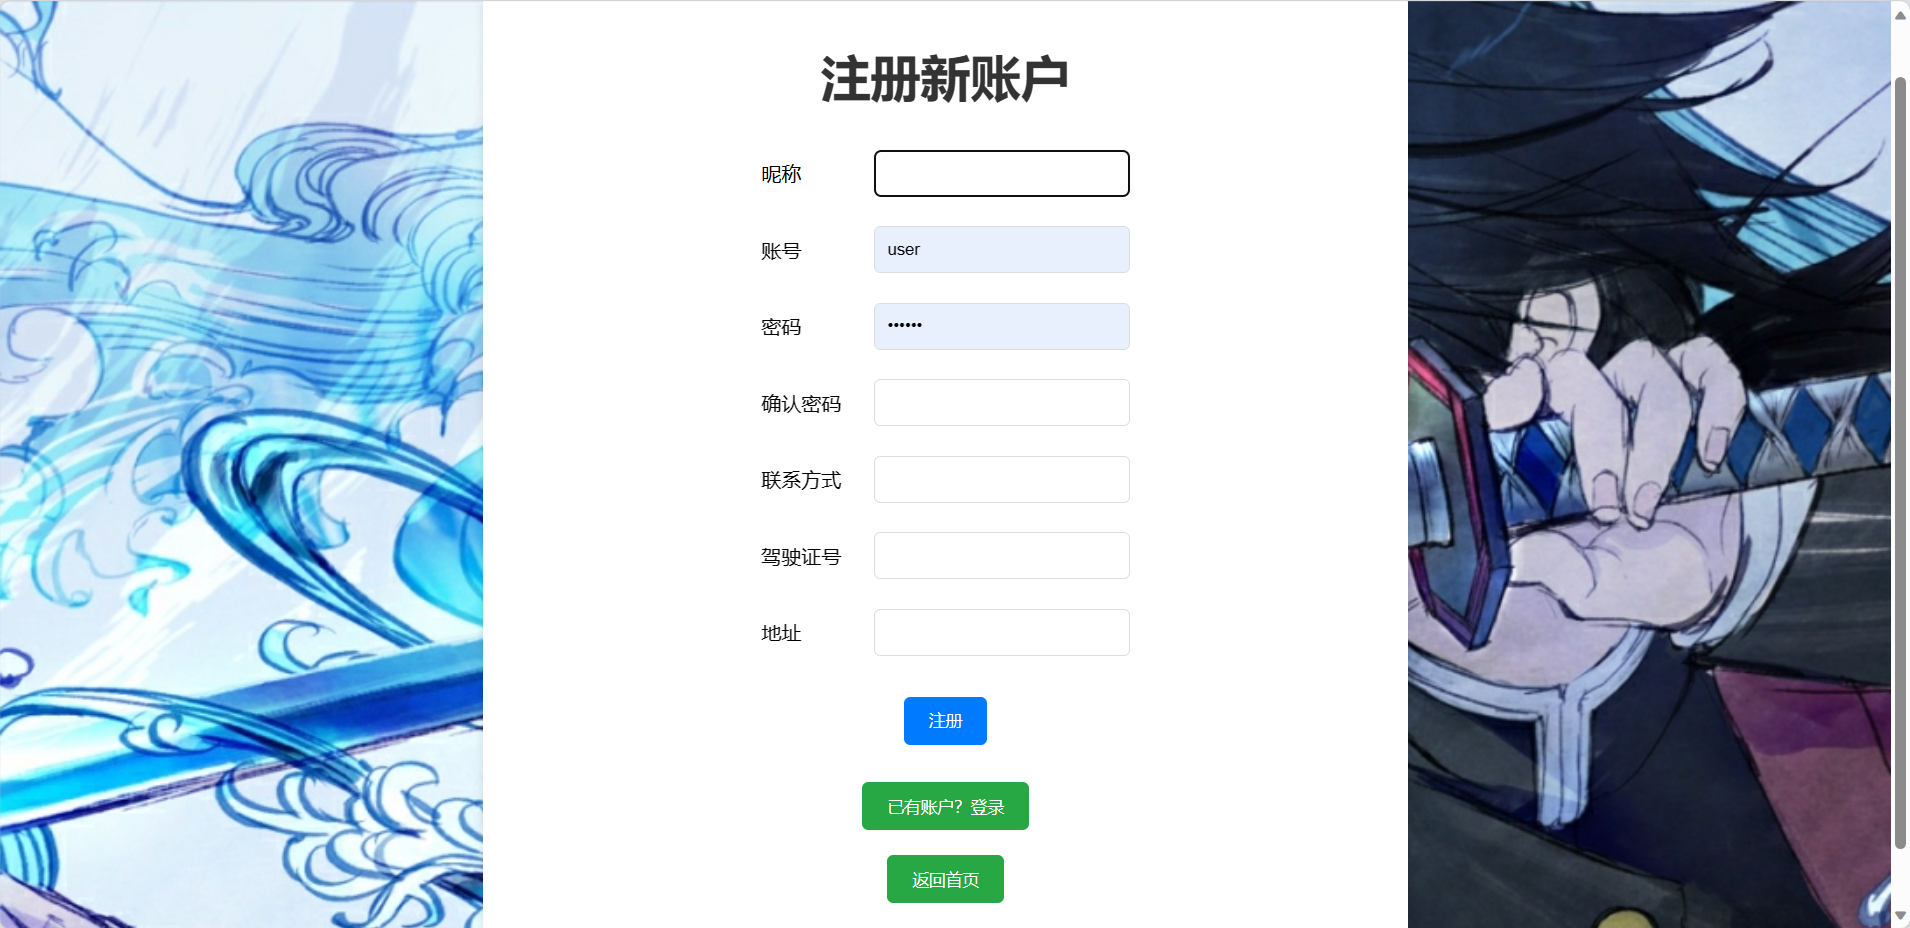 注册新账户
昵称
账号 user
密码 ••••••
确认密码
联系方式
驾驶证号
地址
注册
已有账户？登录
返回首页